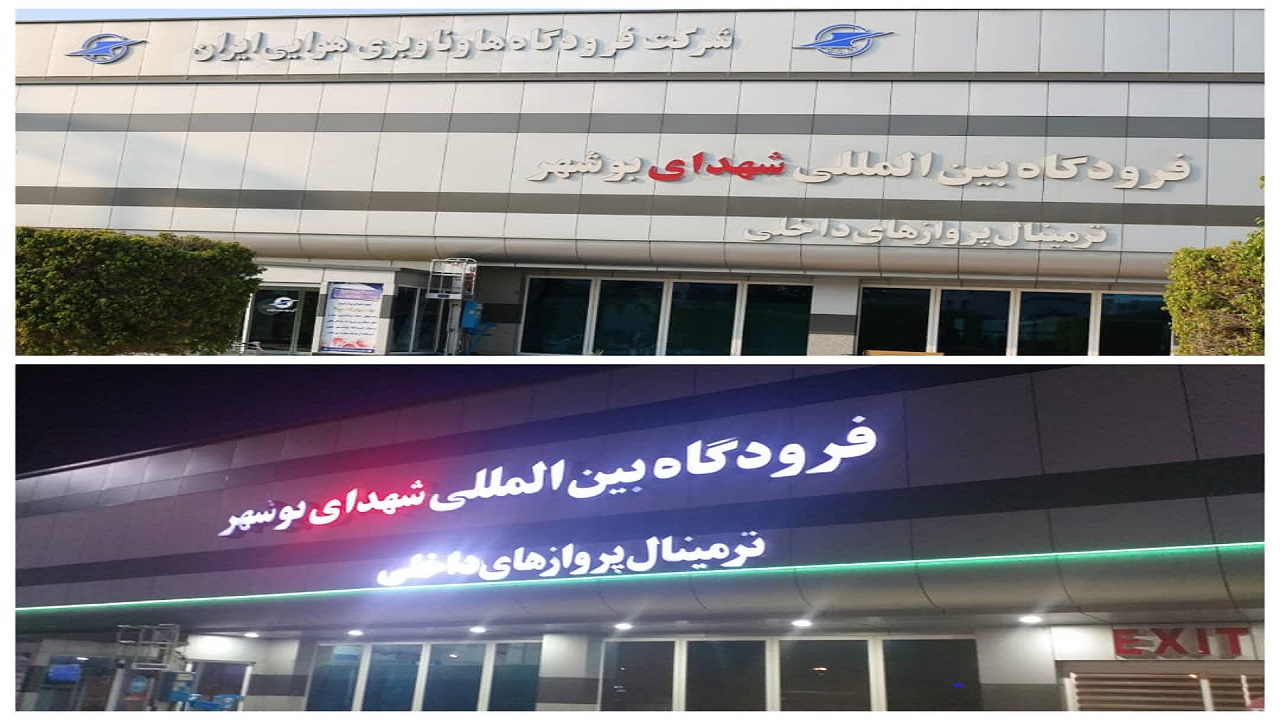 شرکت فرودگاه ها و ناوبری هوایی ایران
فرودگاه بین المللی شهدای بوشهر
ترمینال پروازهای داخلی
فرودگاه بین المللی شهدای بوشهر
ترمینال پروازهای داخلی
EXIT